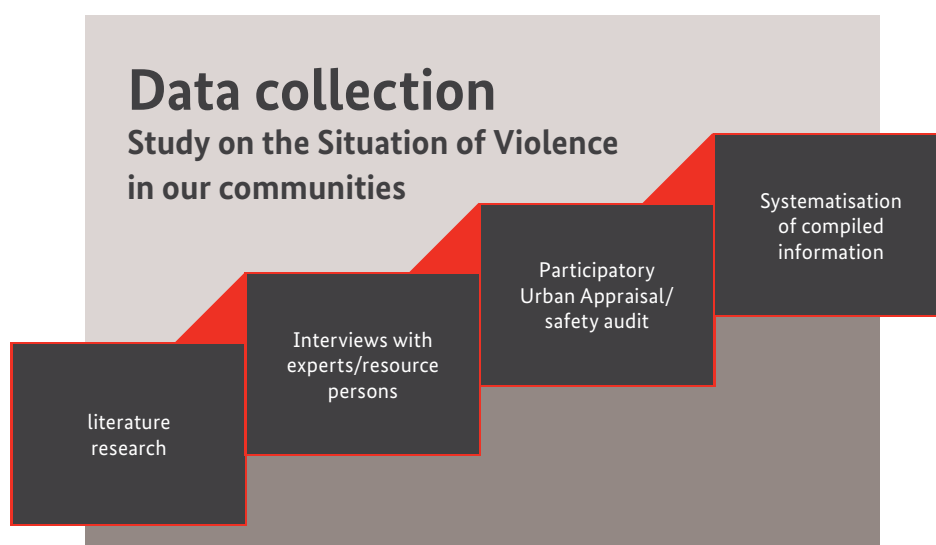 Data collection
Study on the Situation of Violence
in our communities
literature
research
Interviews with
experts/resource
persons
Participatory
Urban Appraisal/
safety audit
Systematisation
of compiled
information